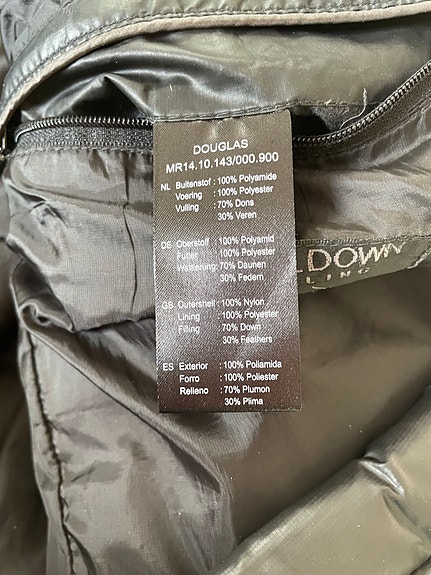 DOUGLAS
MR14.10.143/000.900
NL Buitenstof : 100% Polyamide
Voering : 100% Polyester
Vulling : 70% Dons
30% Veren
DE Oberstoff : 100% Polyamid
Futter : 100% Polyester
Wattierung : 70% Daunen
30% Federn
GB Outershell : 100% Nylon
Lining : 100% Polyester
Filling : 70% Down
30% Feathers
ES Exterior : 100% Poliamida
Forro : 100% Poliester
Relleno : 70% Plumon
30% Plima
DOWN
LING